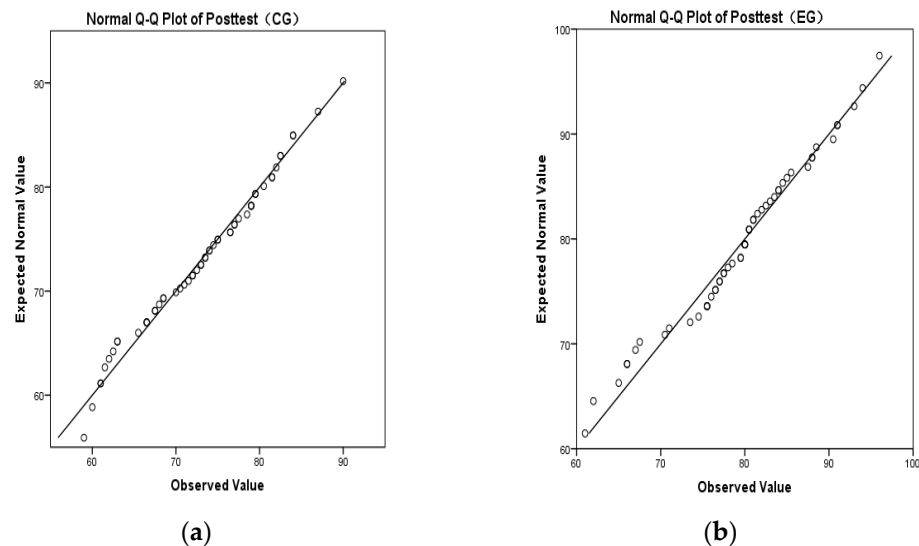 Normal Q-Q Plot of Posttest（CG）
Expected Normal Value
90
80
70
60
60
70
80
90
Observed Value
(a)
Normal Q-Q Plot of Posttest（EG）
Expected Normal Value
100
90
80
70
60
60
70
80
90
100
Observed Value
(b)